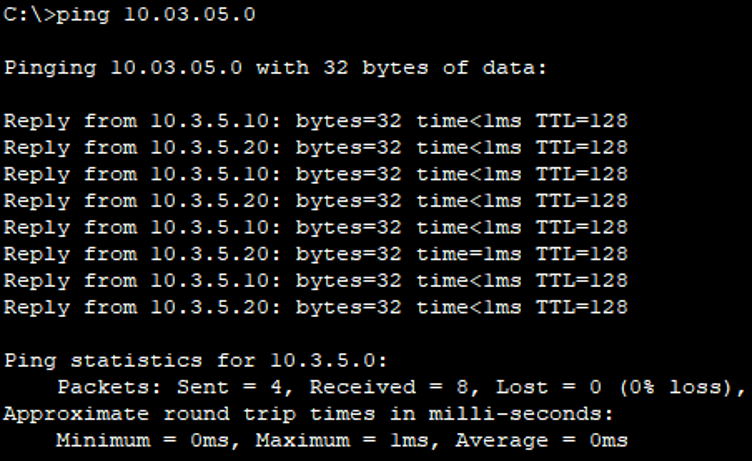 C:\>ping 10.03.05.0
Pinging 10.03.05.0 with 32 bytes of data:
Reply from 10.3.5.10: bytes=32 time<1ms TTL=128
Reply from 10.3.5.20: bytes=32 time<1ms TTL=128
Reply from 10.3.5.10: bytes=32 time<1ms TTL=128
Reply from 10.3.5.20: bytes=32 time<1ms TTL=128
Reply from 10.3.5.10: bytes=32 time<1ms TTL=128
Reply from 10.3.5.20: bytes=32 time=1ms TTL=128
Reply from 10.3.5.10: bytes=32 time<1ms TTL=128
Reply from 10.3.5.20: bytes=32 time<1ms TTL=128
Ping statistics for 10.3.5.0:
Packets: Sent = 4, Received = 8, Lost = 0 (0% loss),
Approximate round trip times in milli-seconds:
Minimum = 0ms, Maximum = 1ms, Average = 0ms